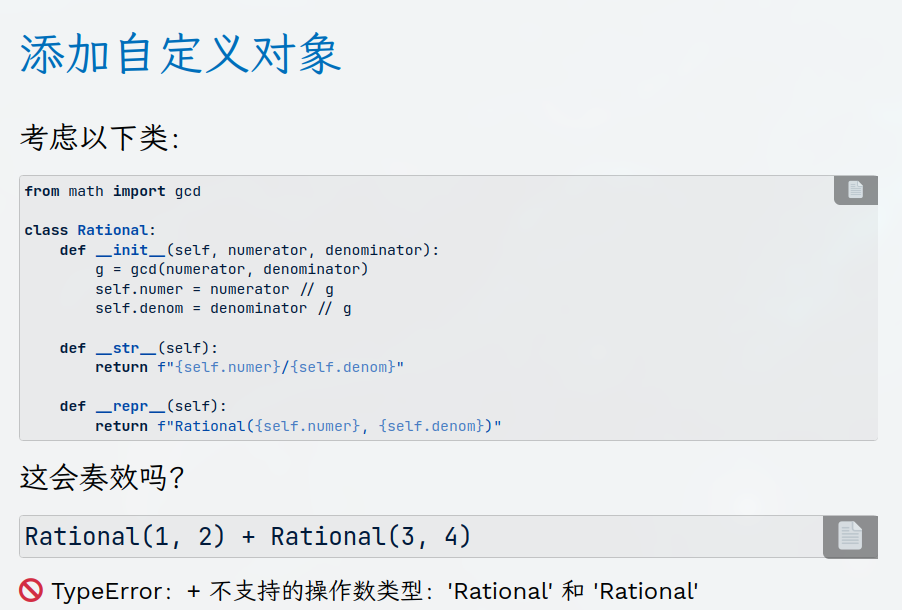 添加自定义对象
考虑以下类：
from math import gcd
class Rational:
    def __init__(self, numerator, denominator):
        g = gcd(numerator, denominator)
        self.numer = numerator // g
        self.denom = denominator // g
    def __str__(self):
        return f"{self.numer}/{self.denom}"
    def __repr__(self):
        return f"Rational({self.numer}, {self.denom})"
这会奏效吗？
Rational(1, 2) + Rational(3, 4)
🚫 TypeError：+ 不支持的操作数类型：'Rational' 和 'Rational'